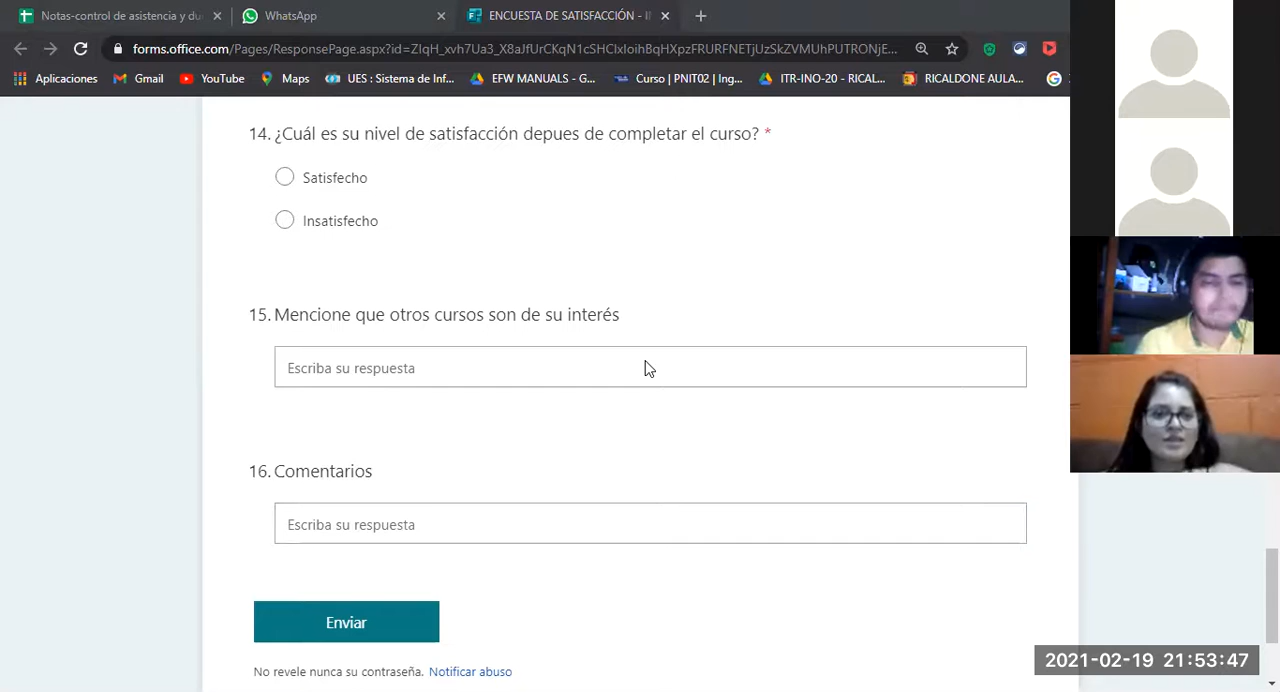 Notas-control de asistencia y du
WhatsApp
ENCUESTA DE SATISFACCIÓN - I
forms.office.com/Pages/ResponsePage.aspx?id=ZIqH_xvh7Ua3_X8aJfUrCKqN1cSHClxIoihBqHXpzFRURFNETjUzSkZVMUhPUTRONjE...
Aplicaciones
Gmail
YouTube
Maps
UES : Sistema de Inf...
EFW MANUALS - G...
Curso | PNIT02 | Ing...
ITR-INO-20 - RICAL...
RICALDONE AULA...
14. ¿Cuál es su nivel de satisfacción depues de completar el curso? *
Satisfecho
Insatisfecho
15. Mencione que otros cursos son de su interés
Escriba su respuesta
16. Comentarios
Escriba su respuesta
Enviar
No revele nunca su contraseña. Notificar abuso
2021-02-19 21:53:47